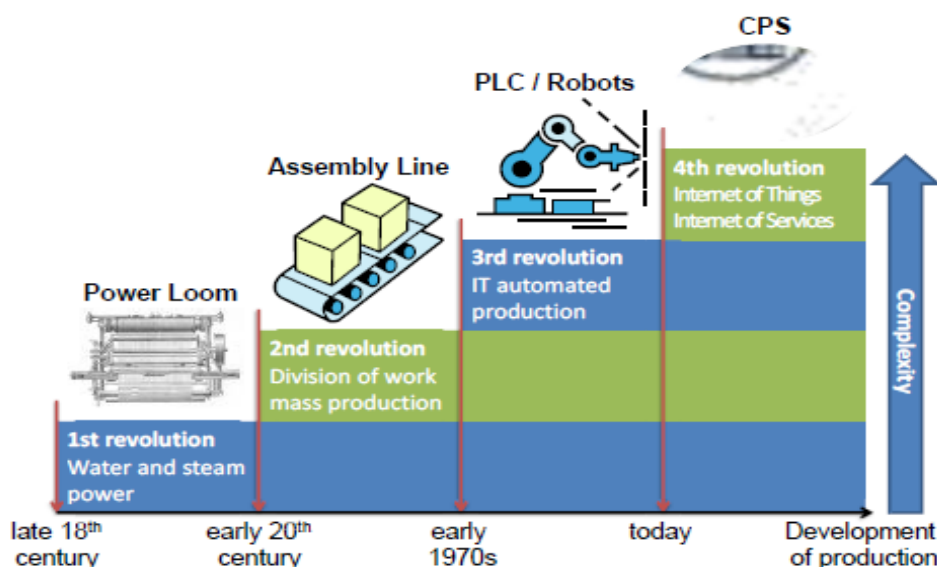 CPS
PLC / Robots
Assembly Line
Power Loom
4th revolution
Internet of Things
Internet of Services
3rd revolution
IT automated
production
2nd revolution
Division of work
mass production
1st revolution
Water and steam
power
Complexity
late 18th
century
early 20th
century
early
1970s
today
Development
of production